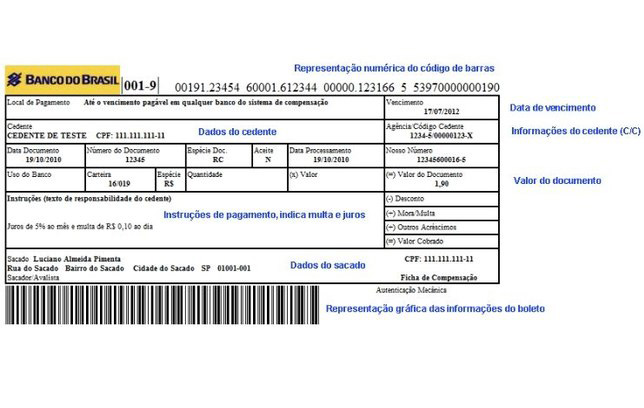 Representação numérica do código de barras
BANCO DO BRASIL |001-9| 00191.23454 60001.612344 00000.123166 5 53970000000190
Local de Pagamento Até o vencimento pagável em qualquer banco do sistema de compensação Vencimento
17/07/2012 Data de vencimento
Cedente Dados do cedente Agência/Código Cedente Informações do cedente (C/C)
CEDENTE DE TESTE CPF: 111.111.111-11 1234-5/00000123-X
Data Documento Número do Documento Espécie Doc. Aceite Data Processamento Nosso Número
19/10/2010 12345 RC N 19/10/2010 12345600016-5
Uso do Banco Carteira Espécie Quantidade (x) Valor (=) Valor do Documento Valor do documento
16/019 R$ 1,90
Instruções (texto de responsabilidade do cedente) (-) Desconto
Instruções de pagamento, indica multa e juros (+) Mora/Multa
Juros de 5% ao mês e multa de R$ 0,10 ao dia (+) Outros Acréscimos
(=) Valor Cobrado
Sacado Luciano Almeida Pimenta Dados do sacado CPF: 111.111.111-11
Rua do Sacado Bairro do Sacado Cidade do Sacado SP 01001-001
Sacador/Avalista Ficha de Compensação
Autenticação Mecânica
Representação gráfica das informações do boleto